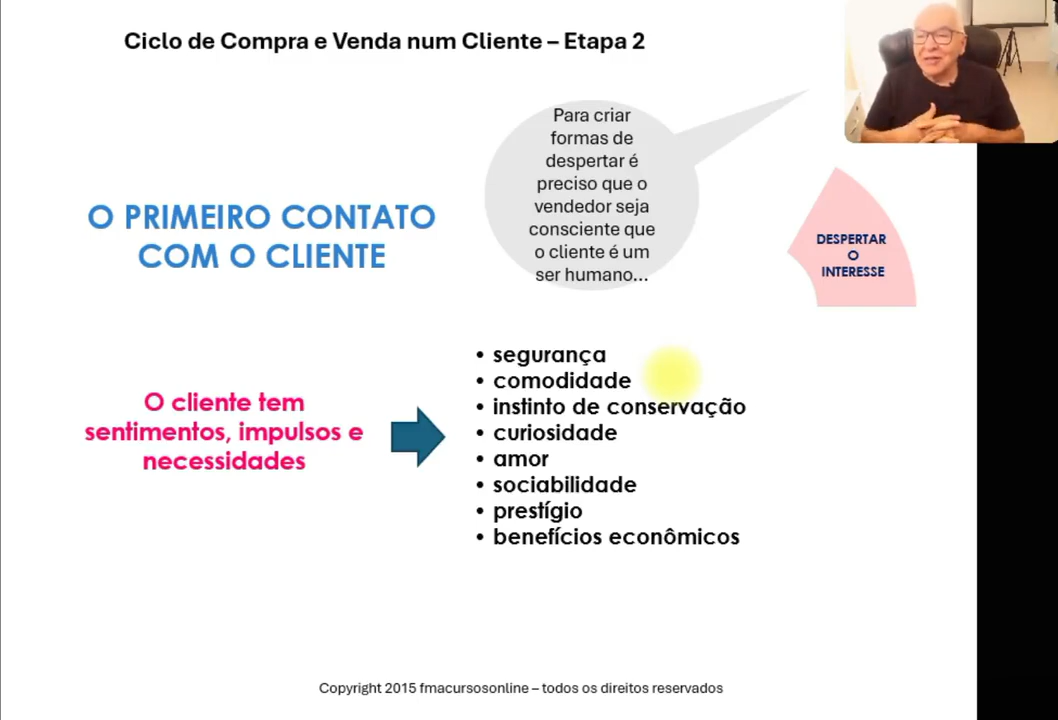 Ciclo de Compra e Venda num Cliente – Etapa 2
Para criar
formas de
despertar é
preciso que o
vendedor seja
consciente que
o cliente é um
ser humano...
O PRIMEIRO CONTATO
COM O CLIENTE
DESPERTAR
O
INTERESSE
O cliente tem
sentimentos, impulsos e
necessidades
• segurança
• comodidade
• instinto de conservação
• curiosidade
• amor
• sociabilidade
• prestígio
• benefícios econômicos
Copyright 2015 fmacursosonline – todos os direitos reservados